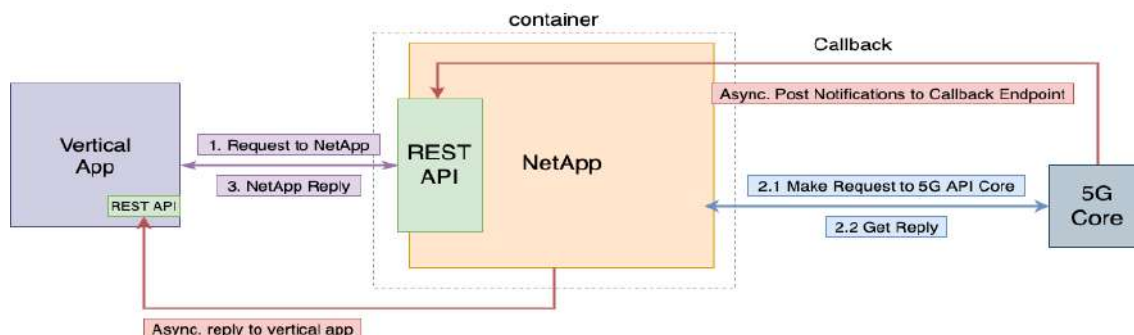 container
Callback
Async. Post Notifications to Callback Endpoint
Vertical
App
REST API
1. Request to NetApp
3. NetApp Reply
REST
API
NetApp
2.1 Make Request to 5G API Core
2.2 Get Reply
5G
Core
Async. reply to vertical app